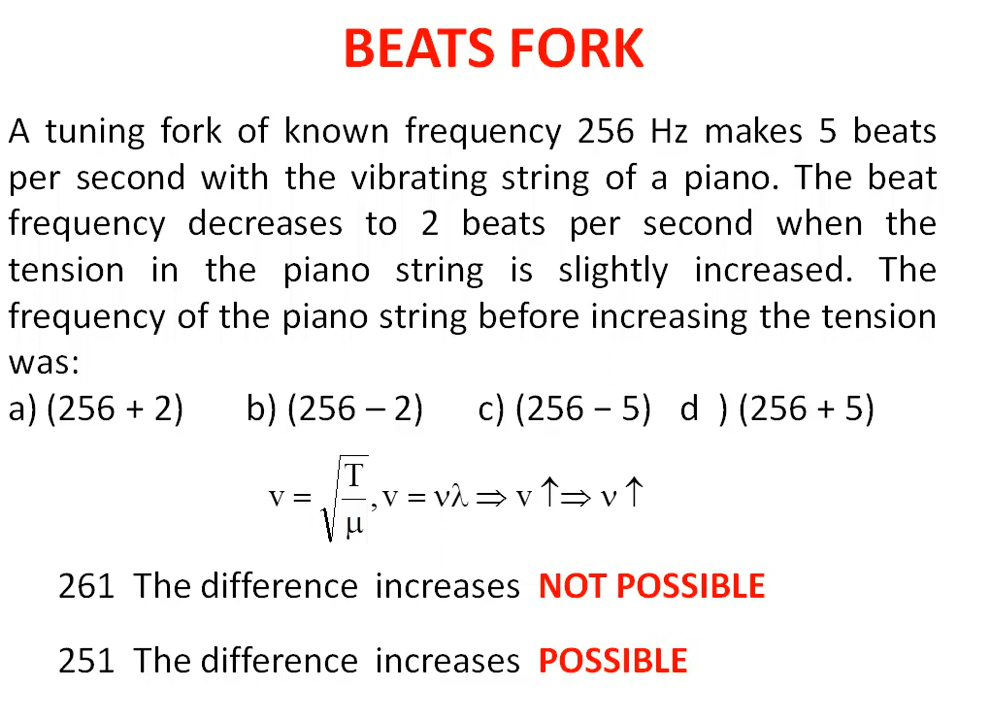 BEATS FORK
A tuning fork of known frequency 256 Hz makes 5 beats
per second with the vibrating string of a piano. The beat
frequency decreases to 2 beats per second when the
tension in the piano string is slightly increased. The
frequency of the piano string before increasing the tension
was:
a) (256 + 2) b) (256 – 2) c) (256 − 5) d ) (256 + 5)
v = √(T/μ) , v = νλ ⇒ v ↑⇒ ν ↑
261 The difference increases NOT POSSIBLE
251 The difference increases POSSIBLE